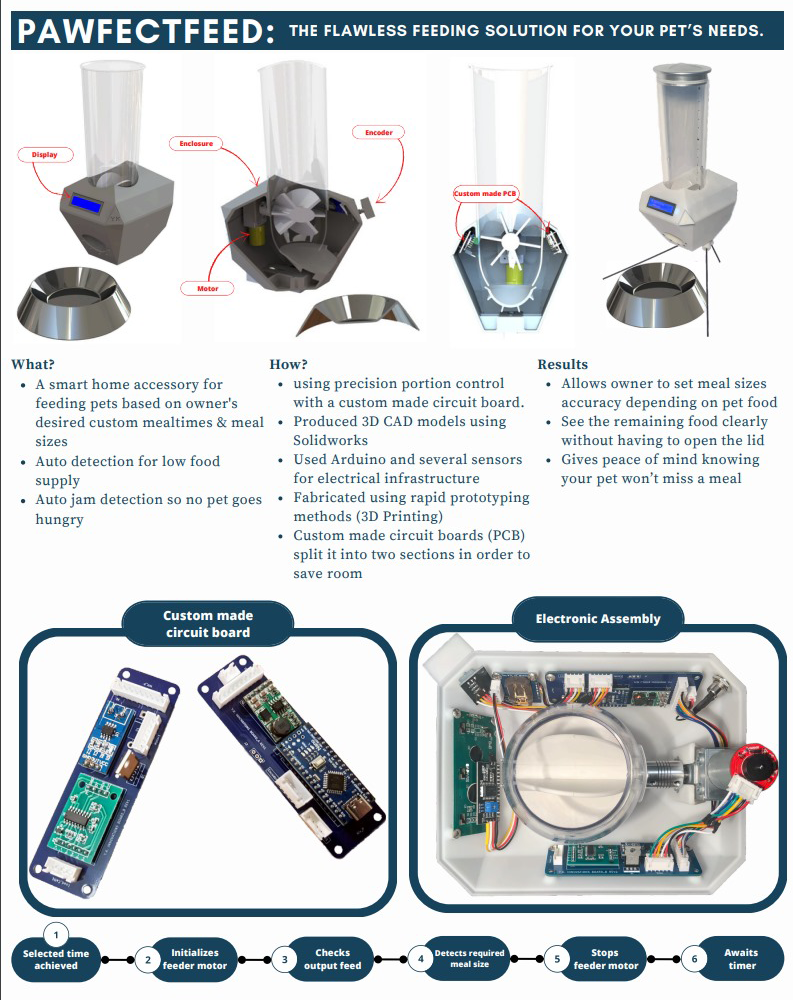 PAWFECTFEED: THE FLAWLESS FEEDING SOLUTION FOR YOUR PET'S NEEDS.
Display
Enclosure
Encoder
Custom made PCB
Motor
What?
A smart home accessory for
feeding pets based on owner's
desired custom mealtimes & meal
sizes
Auto detection for low food
supply
Auto jam detection so no pet goes
hungry
How?
using precision portion control
with a custom made circuit board.
Produced 3D CAD models using
Solidworks
Used Arduino and several sensors
for electrical infrastructure
Fabricated using rapid prototyping
methods (3D Printing)
Custom made circuit boards (PCB)
split it into two sections in order to
save room
Results
Allows owner to set meal sizes
accuracy depending on pet food
See the remaining food clearly
without having to open the lid
Gives peace of mind knowing
your pet won't miss a meal
Custom made
circuit board
Electronic Assembly
1
Selected time
achieved
2
Initializes
feeder motor
3
Checks
output feed
4
Detects required
meal size
5
Stops
feeder motor
6
Awaits
timer